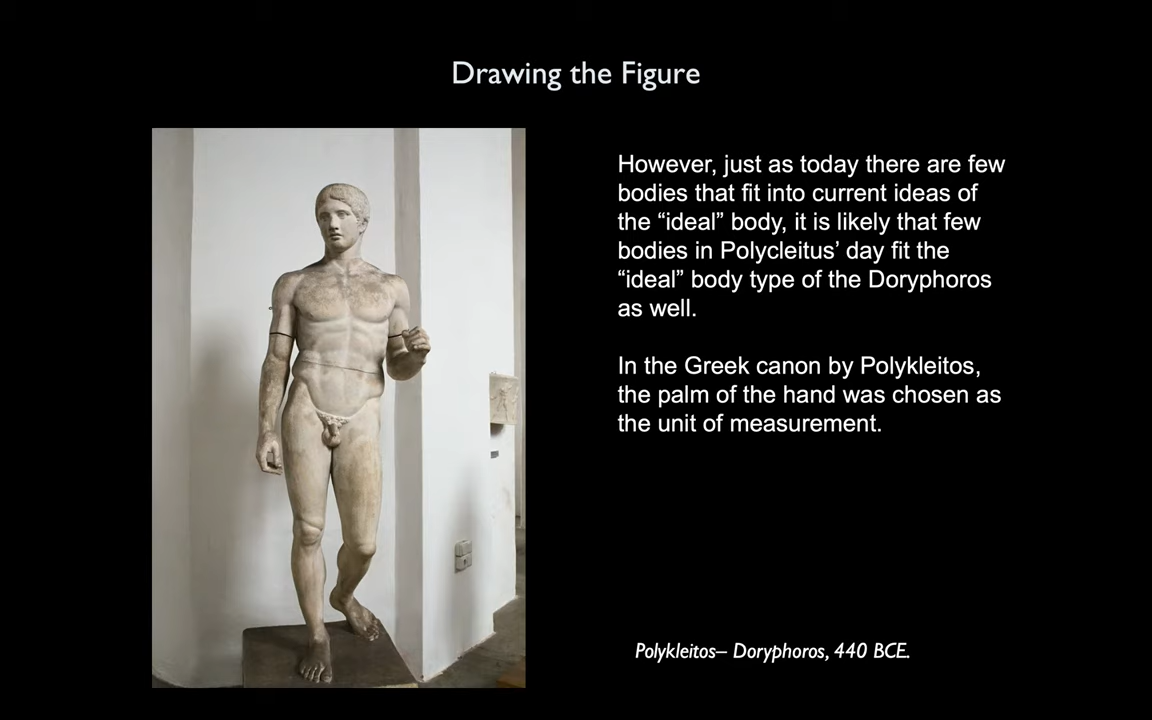 Drawing the Figure
However, just as today there are few
bodies that fit into current ideas of
the “ideal” body, it is likely that few
bodies in Polycleitus’ day fit the
“ideal” body type of the Doryphoros
as well.
In the Greek canon by Polykleitos,
the palm of the hand was chosen as
the unit of measurement.
Polykleitos– Doryphoros, 440 BCE.